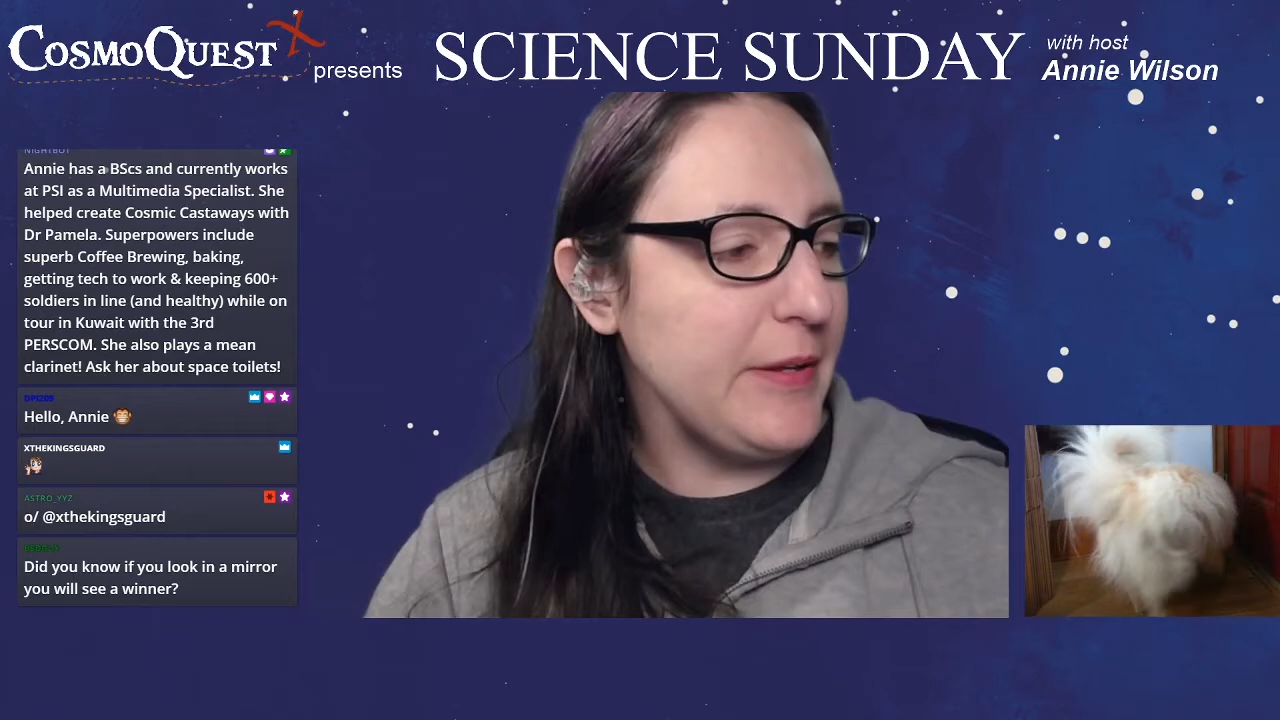 CosmoQuest X
presents
SCIENCE SUNDAY
with host
Annie Wilson
NIGHTBOT
Annie has a BScs and currently works
at PSI as a Multimedia Specialist. She
helped create Cosmic Castaways with
Dr Pamela. Superpowers include
superb Coffee Brewing, baking,
getting tech to work & keeping 600+
soldiers in line (and healthy) while on
tour in Kuwait with the 3rd
PERSCOM. She also plays a mean
clarinet! Ask her about space toilets!
Hello, Annie
XTHEKINGSGUARD
ASTRO_YYZ
o/ @xthekingsguard
Did you know if you look in a mirror
you will see a winner?